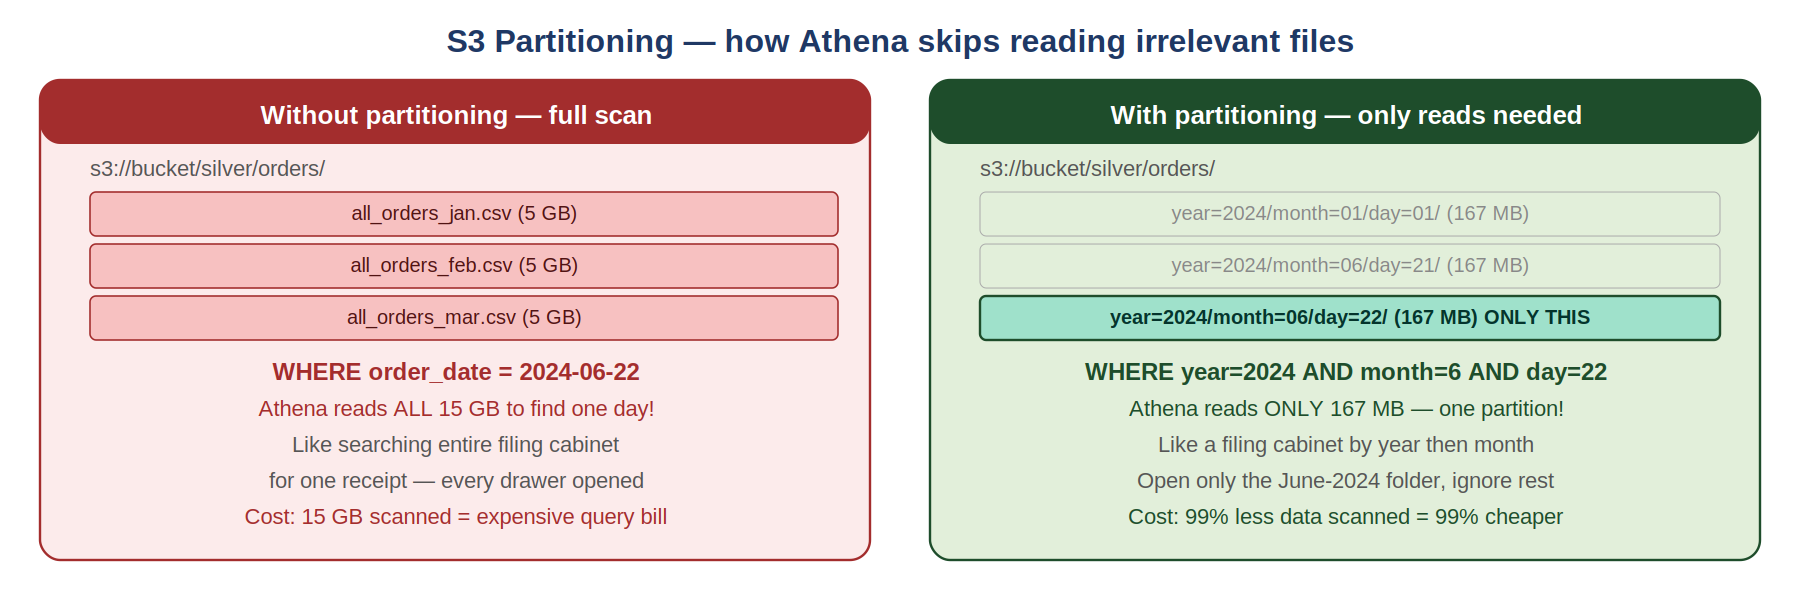 S3 Partitioning — how Athena skips reading irrelevant files
Without partitioning — full scan
s3://bucket/silver/orders/
all_orders_jan.csv (5 GB)
all_orders_feb.csv (5 GB)
all_orders_mar.csv (5 GB)
WHERE order_date = 2024-06-22
Athena reads ALL 15 GB to find one day!
Like searching entire filing cabinet
for one receipt — every drawer opened
Cost: 15 GB scanned = expensive query bill
With partitioning — only reads needed
s3://bucket/silver/orders/
year=2024/month=01/day=01/ (167 MB)
year=2024/month=06/day=21/ (167 MB)
year=2024/month=06/day=22/ (167 MB) ONLY THIS
WHERE year=2024 AND month=6 AND day=22
Athena reads ONLY 167 MB — one partition!
Like a filing cabinet by year then month
Open only the June-2024 folder, ignore rest
Cost: 99% less data scanned = 99% cheaper